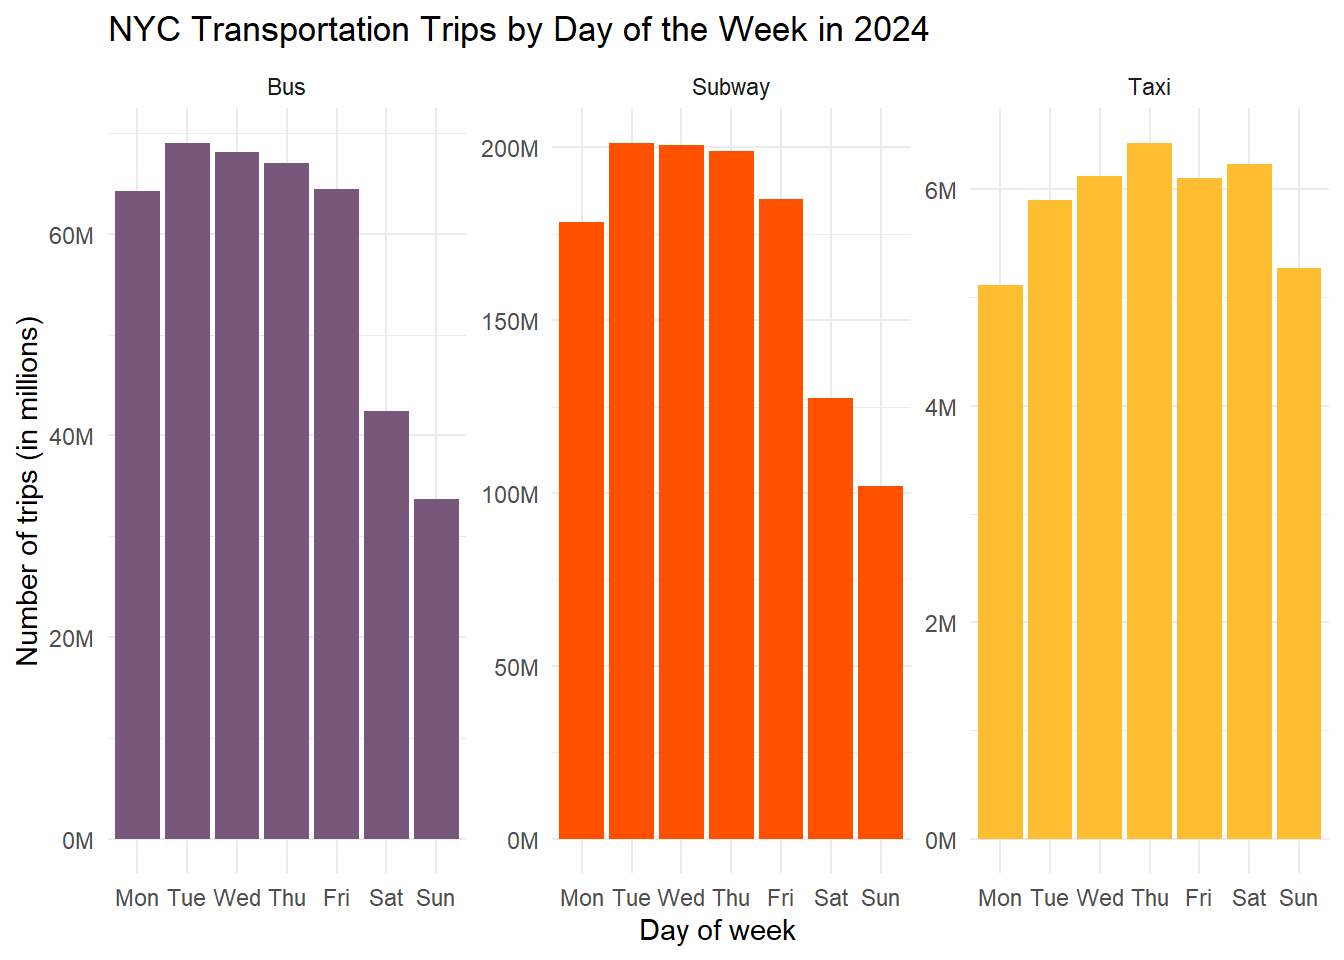 NYC Transportation Trips by Day of the Week in 2024
Bus
Subway
Taxi
Number of trips (in millions)
60M
40M
20M
0M
200M
150M
100M
50M
0M
6M
4M
2M
0M
Mon Tue Wed Thu Fri Sat Sun
Mon Tue Wed Thu Fri Sat Sun
Mon Tue Wed Thu Fri Sat Sun
Day of week